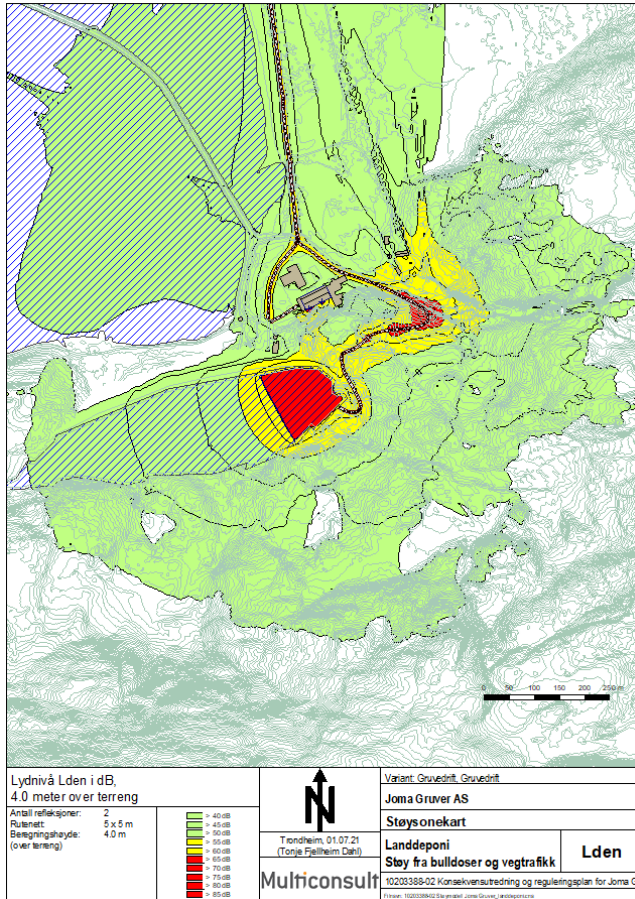 0 50 100 150 200 250 m
Lydnivå Lden i dB,
4.0 meter over terreng
Antall refleksjoner: 2
Rutenett: 5 x 5 m
Beregningshøyde: 4.0 m
(over terreng)
> 40 dB
> 45 dB
> 50 dB
> 55 dB
> 60 dB
> 65 dB
> 70 dB
> 75 dB
> 80 dB
> 85 dB
N
Trondheim, 01.07.21
(Tonje Fjellheim Dahl)
Multiconsult
Variant: Gruvedrift, Gruvedrift
Joma Gruver AS
Støysonekart
Landdeponi
Støy fra bulldoser og vegtrafikk
Lden
10203388-02 Konsekvensutredning og reguleringsplan for Joma G